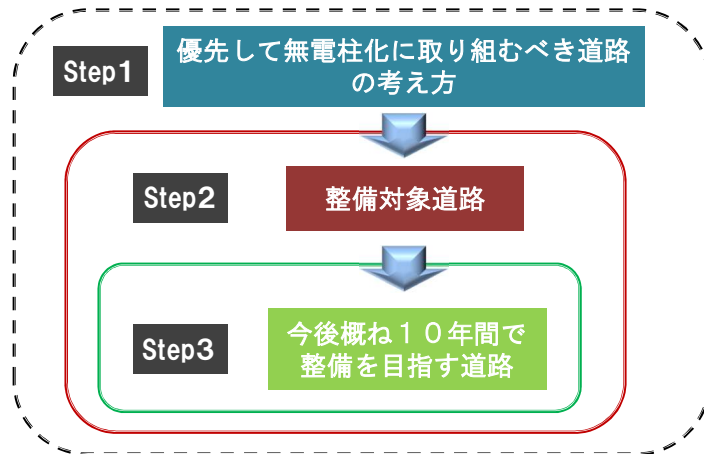 Step1
優先して無電柱化に取り組むべき道路
の考え方
Step2
整備対象道路
Step3
今後概ね１０年間で
整備を目指す道路